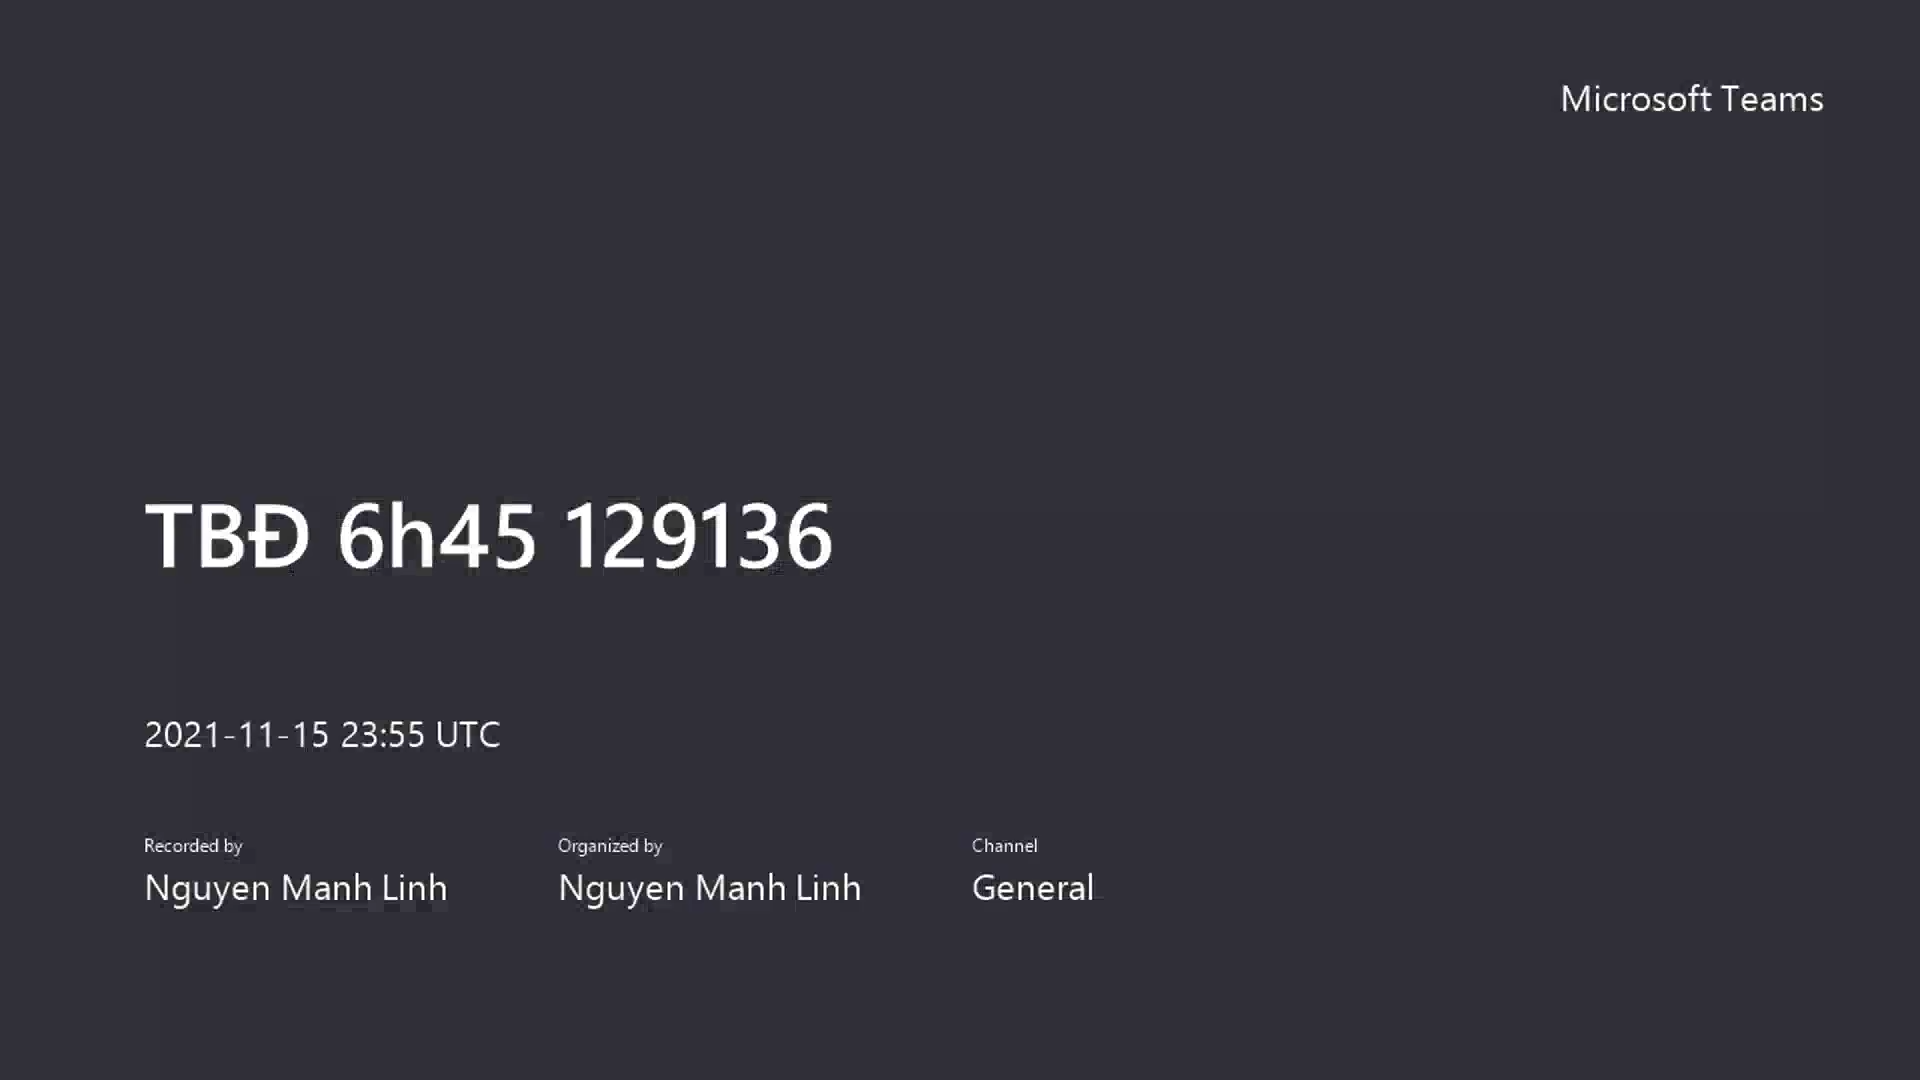 Microsoft Teams
TBĐ 6h45 129136
2021-11-15 23:55 UTC
Recorded by
Nguyen Manh Linh
Organized by
Nguyen Manh Linh
Channel
General